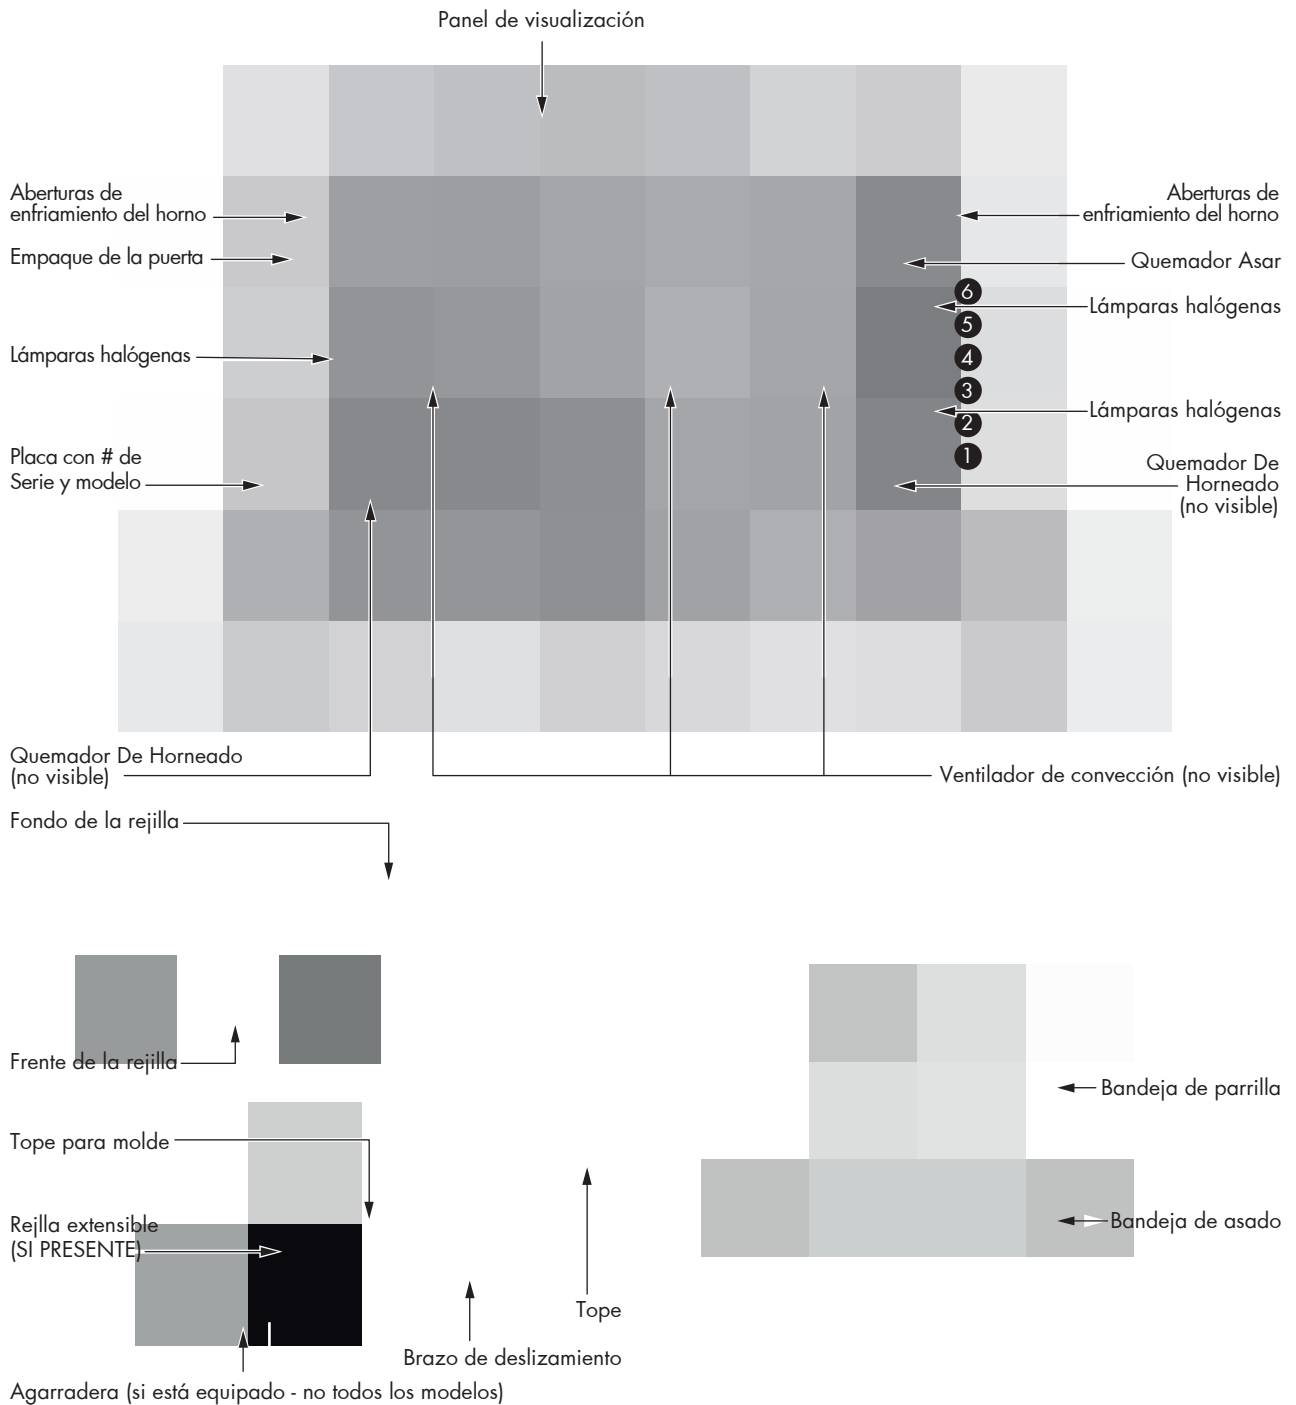 Panel de visualización
Aberturas de
enfriamiento del horno
Empaque de la puerta
Lámparas halógenas
Placa con # de
Serie y modelo
Aberturas de
enfriamiento del horno
Quemador Asar
6
Lámparas halógenas
5
4
3
Lámparas halógenas
2
1
Quemador De
Horneado
(no visible)
Quemador De Horneado
(no visible)
Ventilador de convección (no visible)
Fondo de la rejilla
Frente de la rejilla
Tope para molde
Rejlla extensible
(SI PRESENTE)
Agarradera (si está equipado - no todos los modelos)
Brazo de deslizamiento
Tope
Bandeja de parrilla
Bandeja de asado